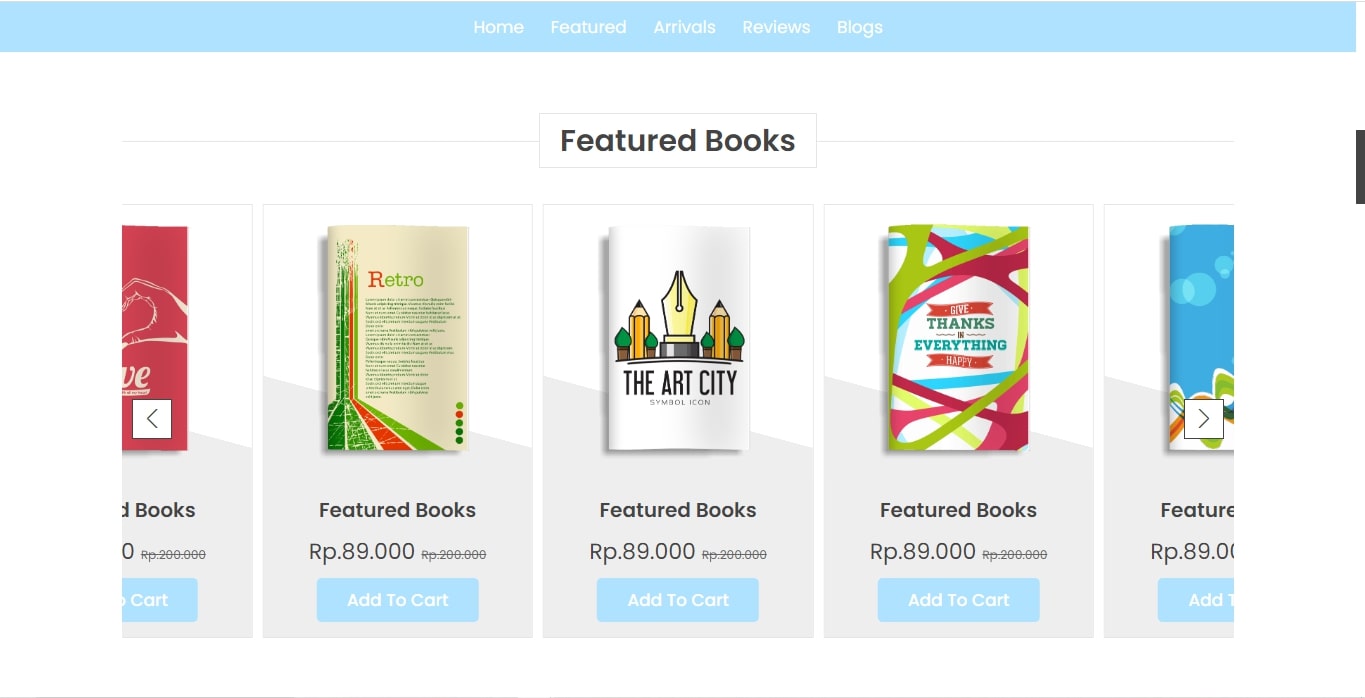 Home Featured Arrivals Reviews Blogs
Featured Books
ve
d Books
0 Rp.200.000
o Cart
Retro
Featured Books
Rp.89.000 Rp.200.000
Add To Cart
THE ART CITY
SYMBOL ICON
Featured Books
Rp.89.000 Rp.200.000
Add To Cart
GIVE
THANKS
IN
EVERYTHING
HAPPY
Featured Books
Rp.89.000 Rp.200.000
Add To Cart
Feature
Rp.89.00
Add T